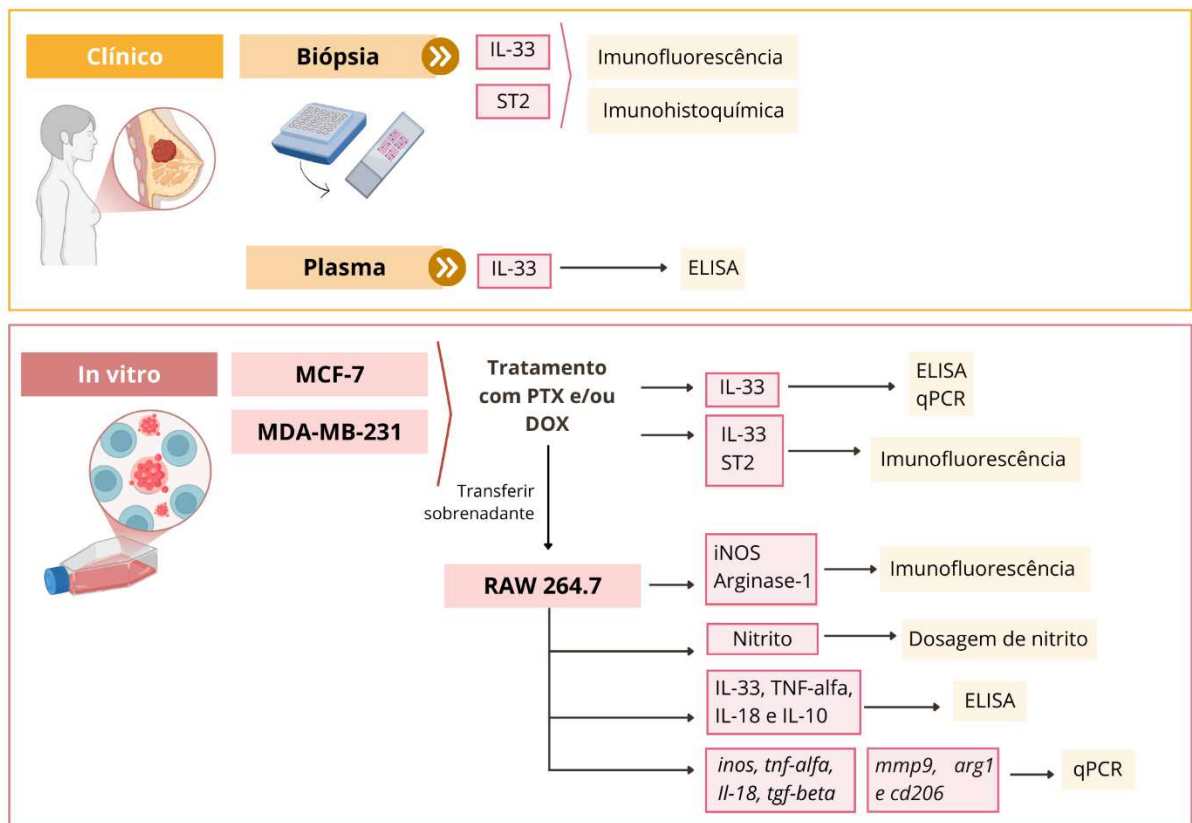 Clínico
Biópsia
IL-33
ST2
Imunofluorescência
Imunohistoquímica
Plasma
IL-33
ELISA
In vitro
MCF-7
MDA-MB-231
Tratamento
com PTX e/ou
DOX
IL-33
ELISA
qPCR
IL-33
ST2
Imunofluorescência
Transferir
sobrenadante
RAW 264.7
iNOS
Arginase-1
Imunofluorescência
Nitrito
Dosagem de nitrito
IL-33, TNF-alfa,
IL-18 e IL-10
ELISA
inos, tnf-alfa,
Il-18, tgf-beta
mmp9, arg1
e cd206
qPCR